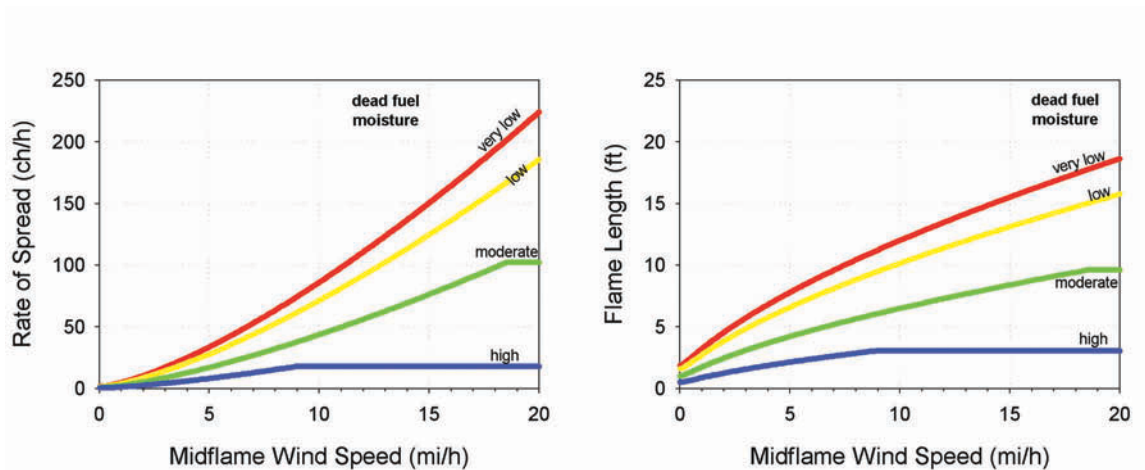 250
200
150
100
50
0
Rate of Spread (ch/h)
dead fuel
moisture
very low
low
moderate
high
0 5 10 15 20
Midflame Wind Speed (mi/h)
25
20
15
10
5
0
Flame Length (ft)
dead fuel
moisture
very low
low
moderate
high
0 5 10 15 20
Midflame Wind Speed (mi/h)